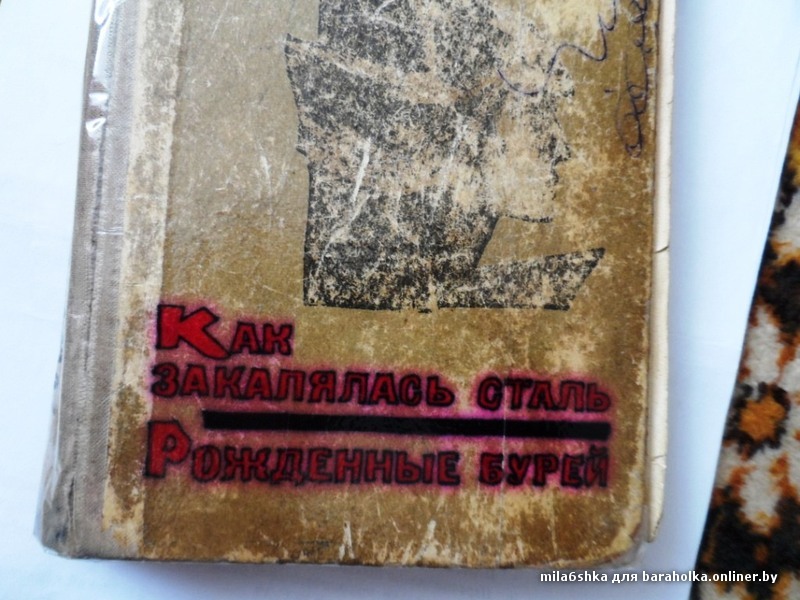 Как
закалялась сталь
Рожденные бурей
mila6shka для baraholka.onliner.by